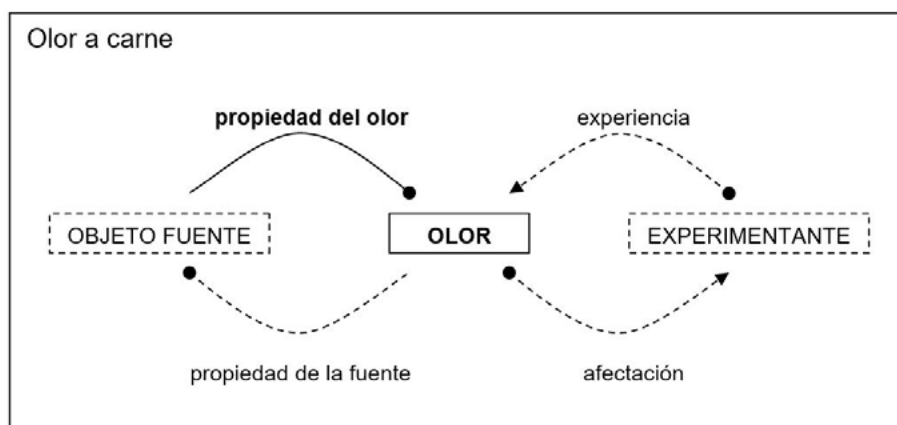 Olor a carne
propiedad del olor
experiencia
OBJETO FUENTE
OLOR
EXPERIMENTANTE
propiedad de la fuente
afectación